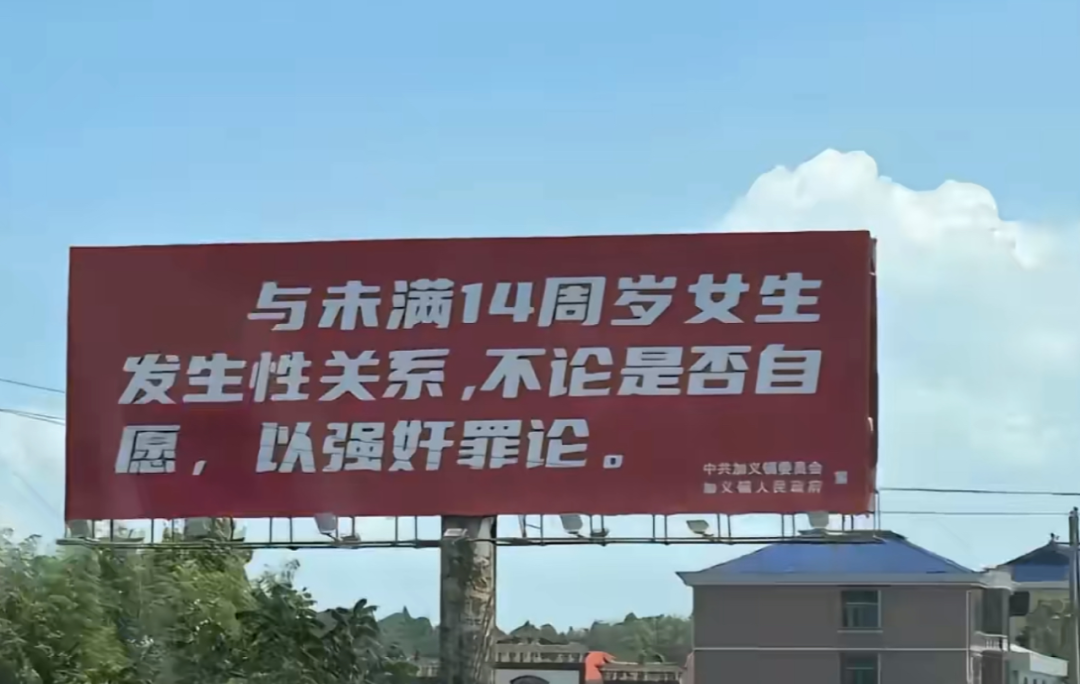 与未满14周岁女生
发生性关系,不论是否自
愿，以强奸罪论。
中共加义镇委员会
加义镇人民政府